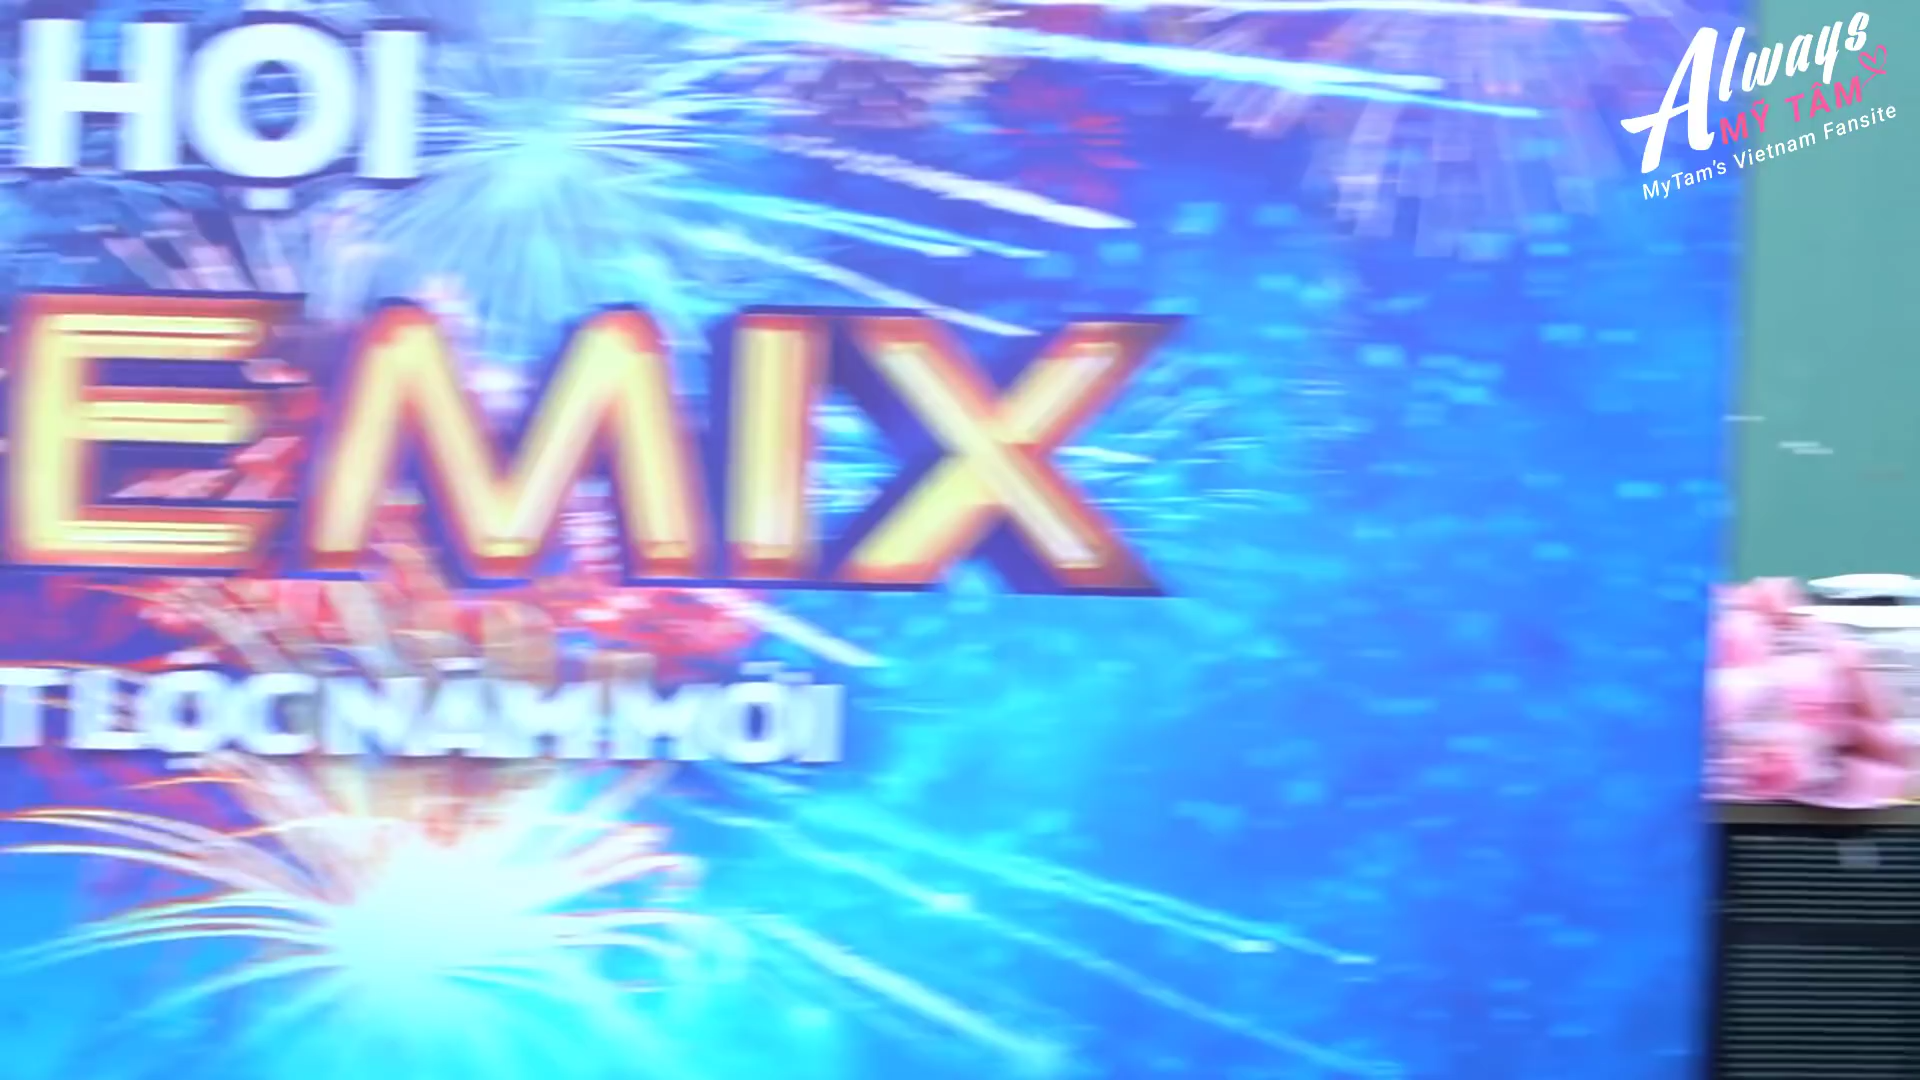 HỘI
EMIX
T LỘC NĂM MỚI
Always
MỸ TÂM
MyTam's Vietnam Fansite